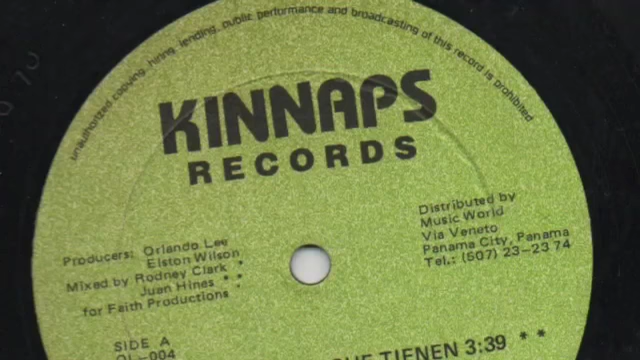 unauthorized copying, hiring, lending, public performance and broadcasting of this record is prohibited
KINNAPS
RECORDS
Producers: Orlando Lee
Elston Wilson
Mixed by Rodney Clark *
Juan Hines * *
for Faith Productions
Distributed by
Music World
Via Veneto
Panama City, Panama
Tel.: (507) 23-23 74
SIDE A
OL-004
TIENEN 3:39 * *